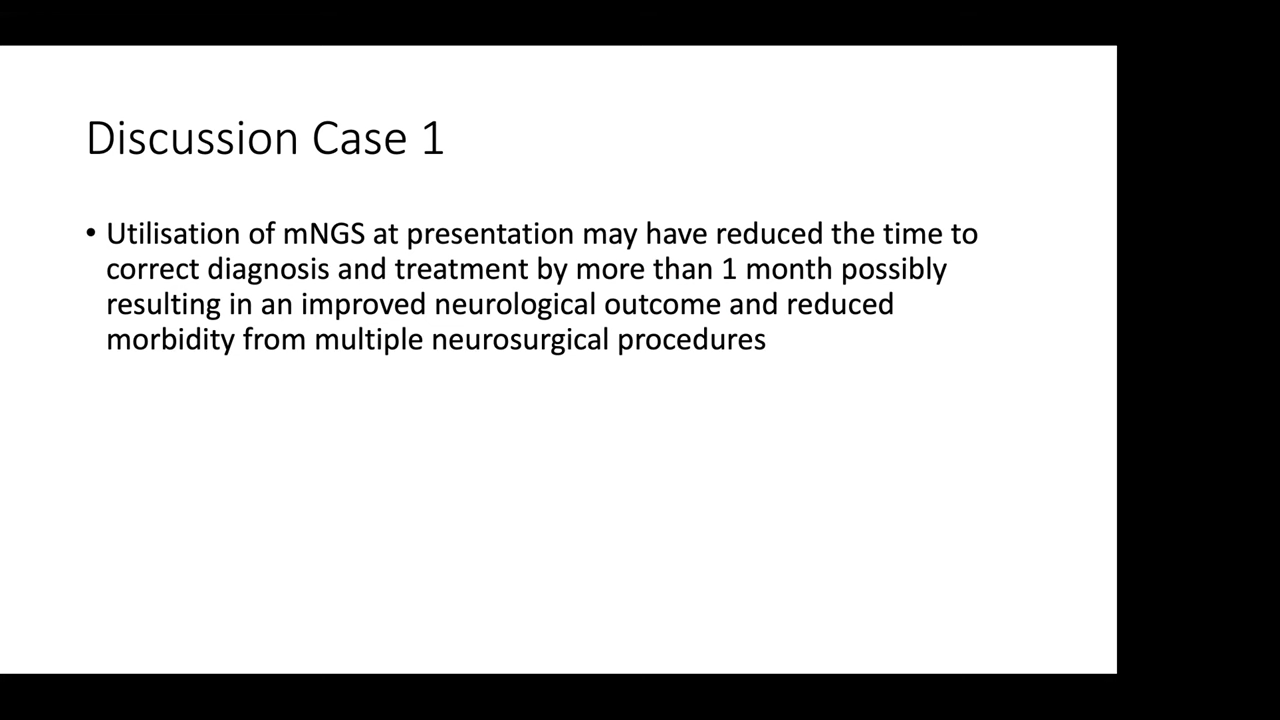 Discussion Case 1
• Utilisation of mNGS at presentation may have reduced the time to
correct diagnosis and treatment by more than 1 month possibly
resulting in an improved neurological outcome and reduced
morbidity from multiple neurosurgical procedures